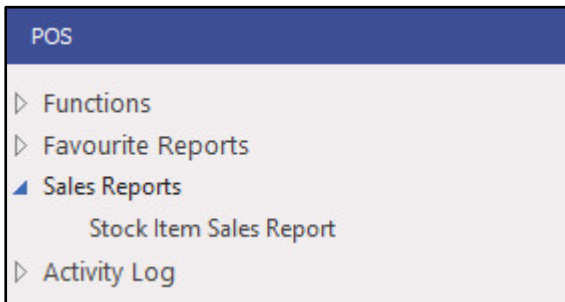 POS
Functions
Favourite Reports
Sales Reports
Stock Item Sales Report
Activity Log